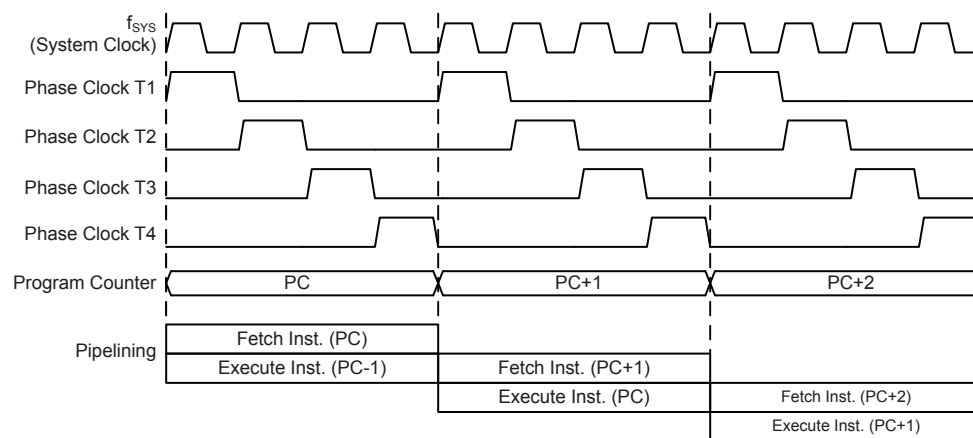 fSYS
(System Clock)
Phase Clock T1
Phase Clock T2
Phase Clock T3
Phase Clock T4
Program Counter
PC
PC+1
PC+2
Pipelining
Fetch Inst. (PC)
Execute Inst. (PC-1)
Fetch Inst. (PC+1)
Execute Inst. (PC)
Fetch Inst. (PC+2)
Execute Inst. (PC+1)